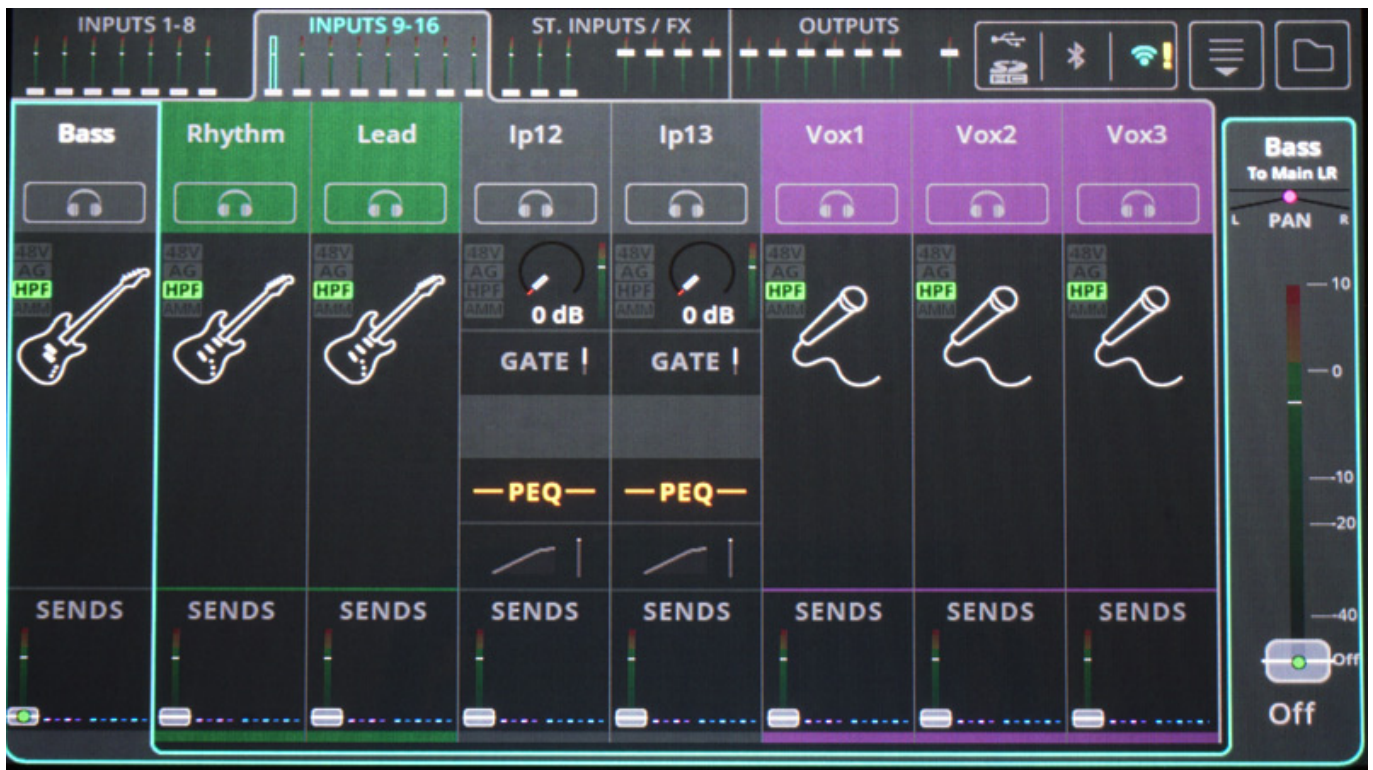 INPUTS 1-8 INPUTS 9-16 ST. INPUTS / FX OUTPUTS
Bass Rhythm Lead Ip12 Ip13 Vox1 Vox2 Vox3
Bass
To Main LR
L PAN R
48V 48V 48V 48V 48V 48V 48V 48V
AG AG AG AG AG AG AG
HPF HPF HPF HPF HPF HPF HPF HPF
AMM AMM AMM AMM AMM AMM AMM AMM
0 dB 0 dB
GATE GATE
PEQ PEQ
SENDS SENDS SENDS SENDS SENDS SENDS SENDS SENDS
10
0
-10
-20
-40
Off
Off